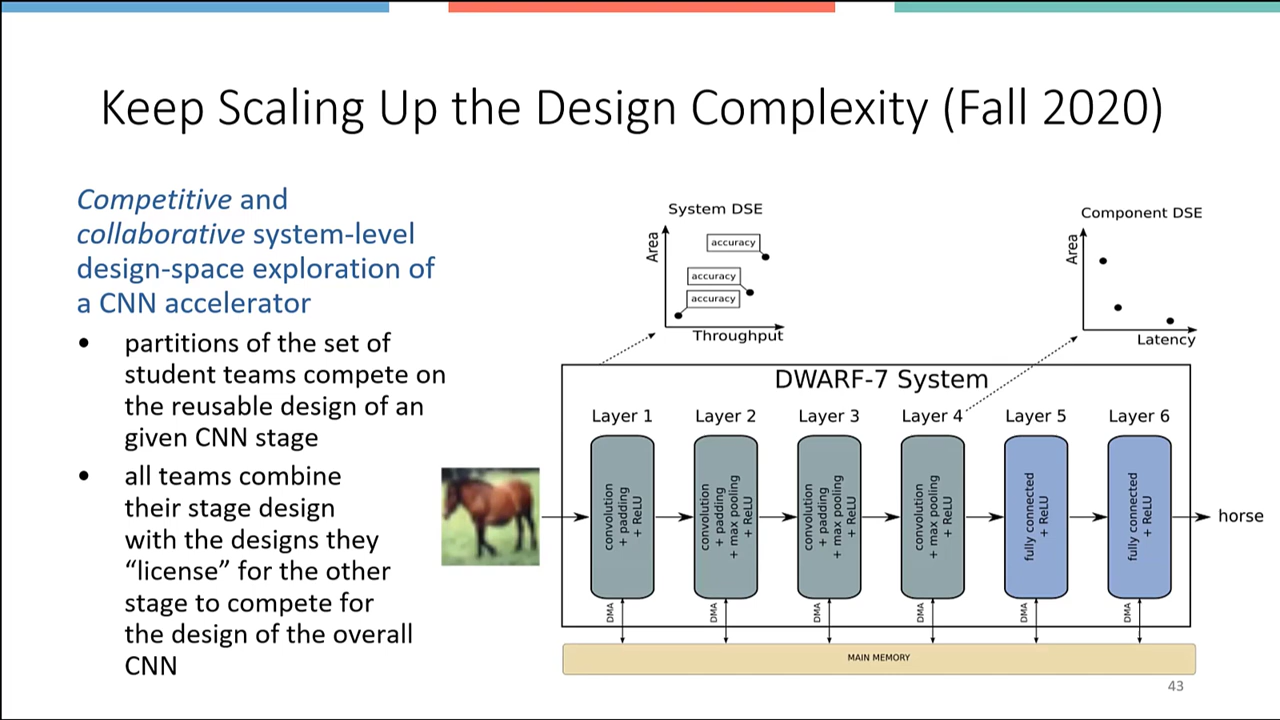 Keep Scaling Up the Design Complexity (Fall 2020)
Competitive and
collaborative system-level
design-space exploration of
a CNN accelerator
• partitions of the set of
student teams compete on
the reusable design of an
given CNN stage
• all teams combine
their stage design
with the designs they
“license” for the other
stage to compete for
the design of the overall
CNN
System DSE
Area
accuracy
accuracy
accuracy
Throughput
Component DSE
Area
Latency
DWARF-7 System
Layer 1
Layer 2
Layer 3
Layer 4
Layer 5
Layer 6
convolution
+ padding
+ ReLU
convolution
+ padding
+ max pooling
+ ReLU
convolution
+ padding
+ max pooling
+ ReLU
convolution
+ max pooling
+ ReLU
fully connected
+ ReLU
fully connected
+ ReLU
horse
DMA
DMA
DMA
DMA
DMA
DMA
MAIN MEMORY
43